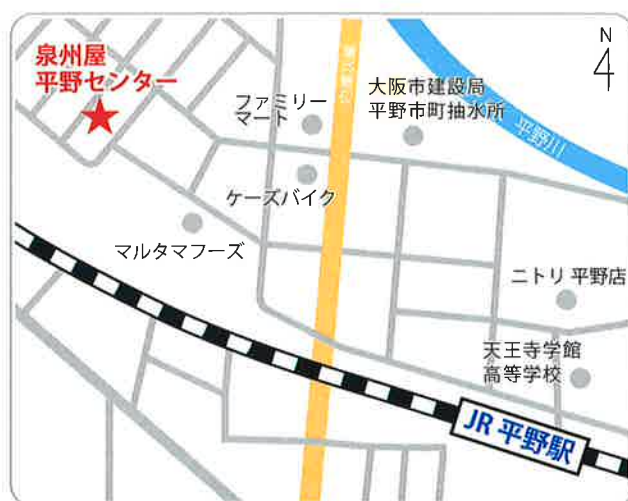 泉州屋
平野センター
N
ファミリー
マート
大阪市建設局
平野市町抽水所
平野川
ケーズバイク
マルタマフーズ
ニトリ 平野店
天王寺学館
高等学校
JR 平野駅